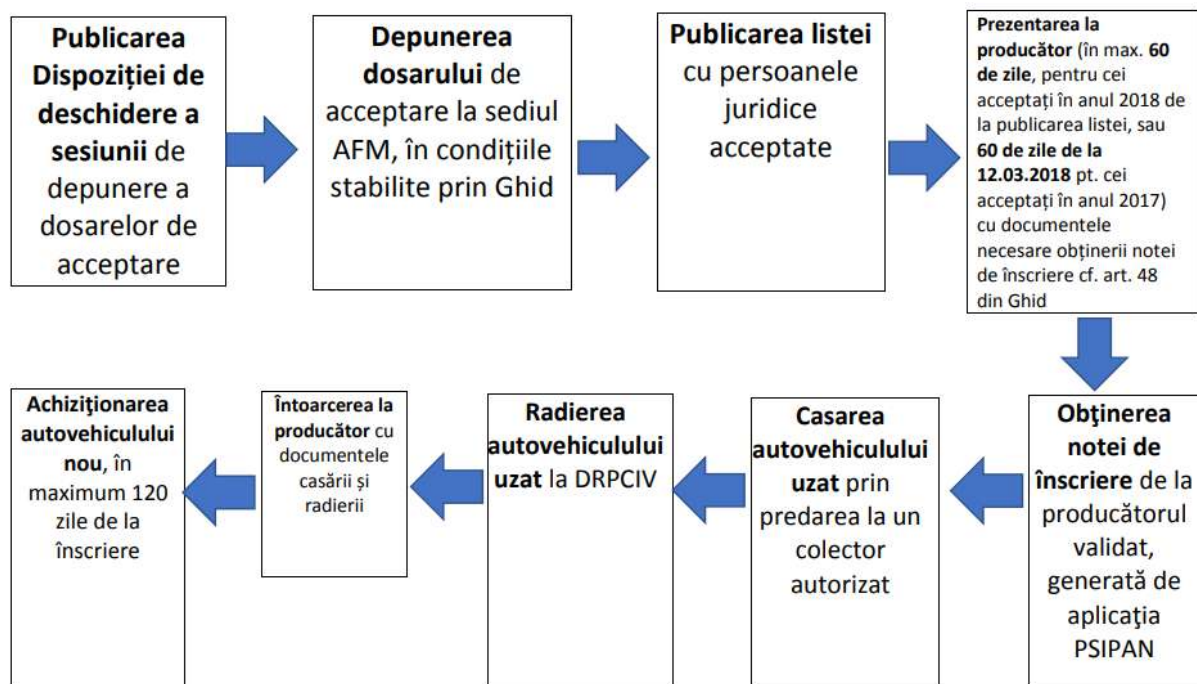 Publicarea
Dispoziției de
deschidere a
sesiunii de
depunere a
dosarelor de
acceptare
Depunerea
dosarului de
acceptare la sediul
AFM, în condițiile
stabilite prin Ghid
Publicarea listei
cu persoanele
juridice
acceptate
Prezentarea la
producător (în max. 60
de zile, pentru cei
acceptați în anul 2018 de
la publicarea listei, sau
60 de zile de la
12.03.2018 pt. cei
acceptați în anul 2017)
cu documentele
necesare obținerii notei
de înscriere cf. art. 48
din Ghid
Obţinerea
notei de
înscriere de la
producătorul
validat,
generată de
aplicaţia
PSIPAN
Casarea
autovehiculului
uzat prin
predarea la un
colector
autorizat
Radierea
autovehiculului
uzat la DRPCIV
Întoarcerea la
producător cu
documentele
casării și
radierii
Achiziţionarea
autovehiculului
nou, în
maximum 120
zile de la
înscriere